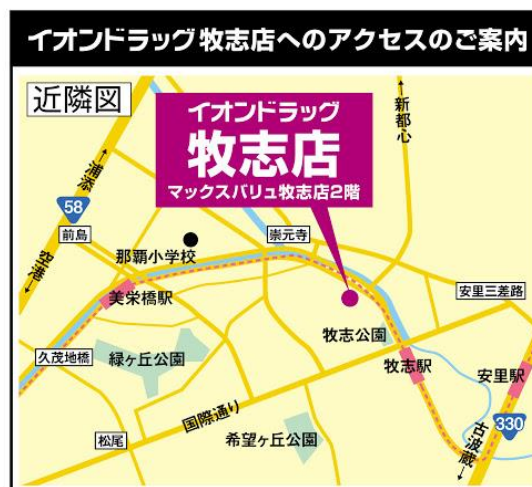 イオンドラッグ牧志店へのアクセスのご案内
近隣図
イオンドラッグ
牧志店
マックスバリュ牧志店2階
←新都心
←浦添
58
前島
空港→
那覇小学校
崇元寺
美栄橋駅
安里三差路
久茂地橋
緑ヶ丘公園
牧志公園
牧志駅
安里駅
国際通り
松尾
希望ヶ丘公園
古波蔵→
330